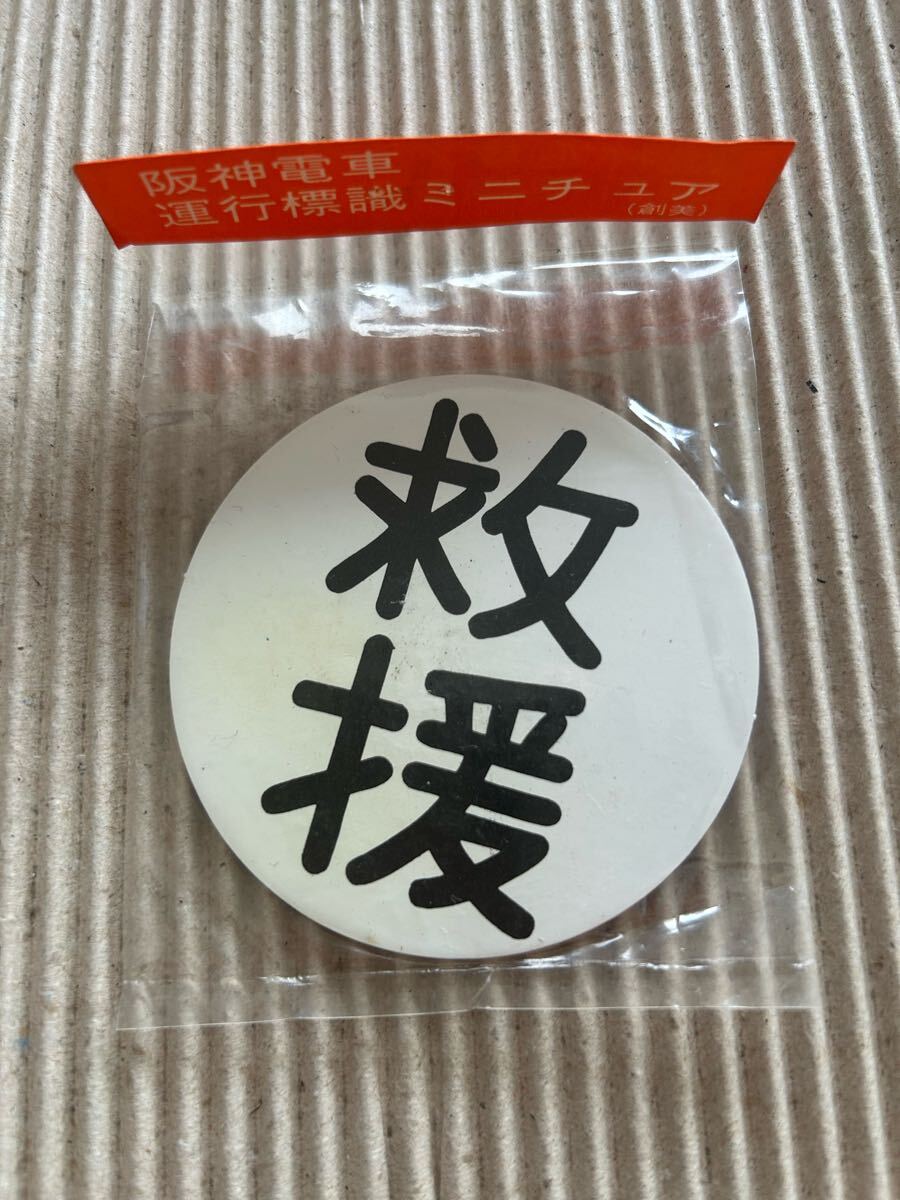 阪神電車
運行標識ミニチュア
(創美)
救
援